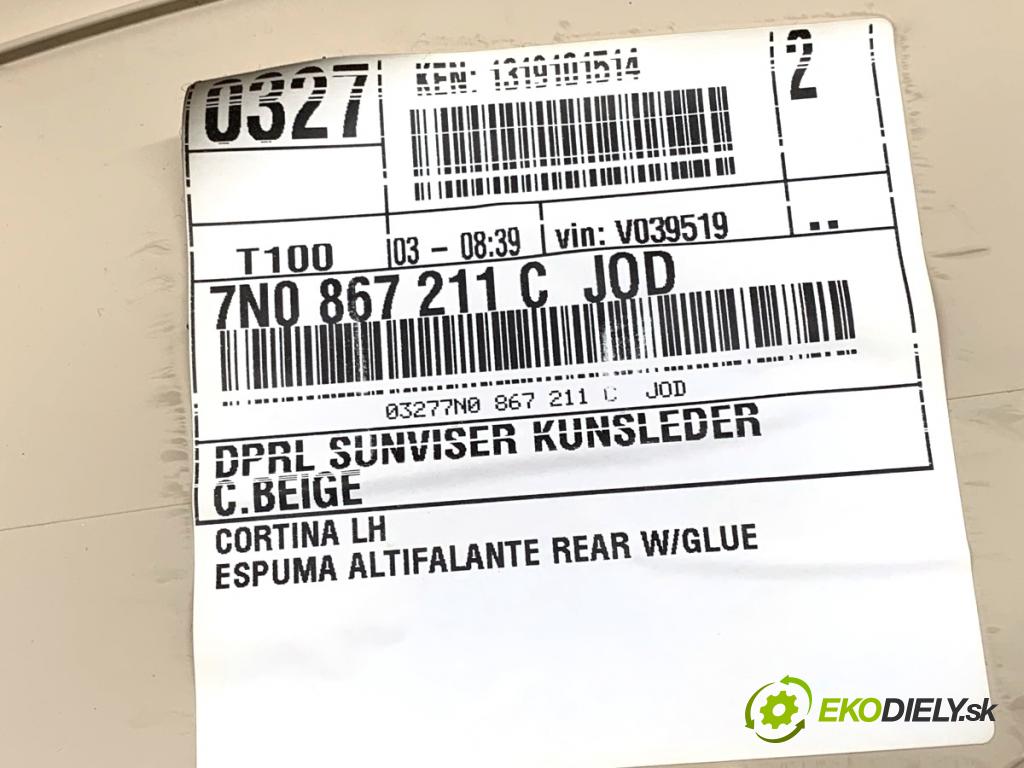 0327
KEN: 1319101514
2
T100
03 - 08:39
vin: V039519
..
7N0 867 211 C JOD
03277N0 867 211 C JOD
DPRL SUNVISER KUNSLEDER
C.BEIGE
CORTINA LH
ESPUMA ALTIFALANTE REAR W/GLUE
EKODIELY.sk